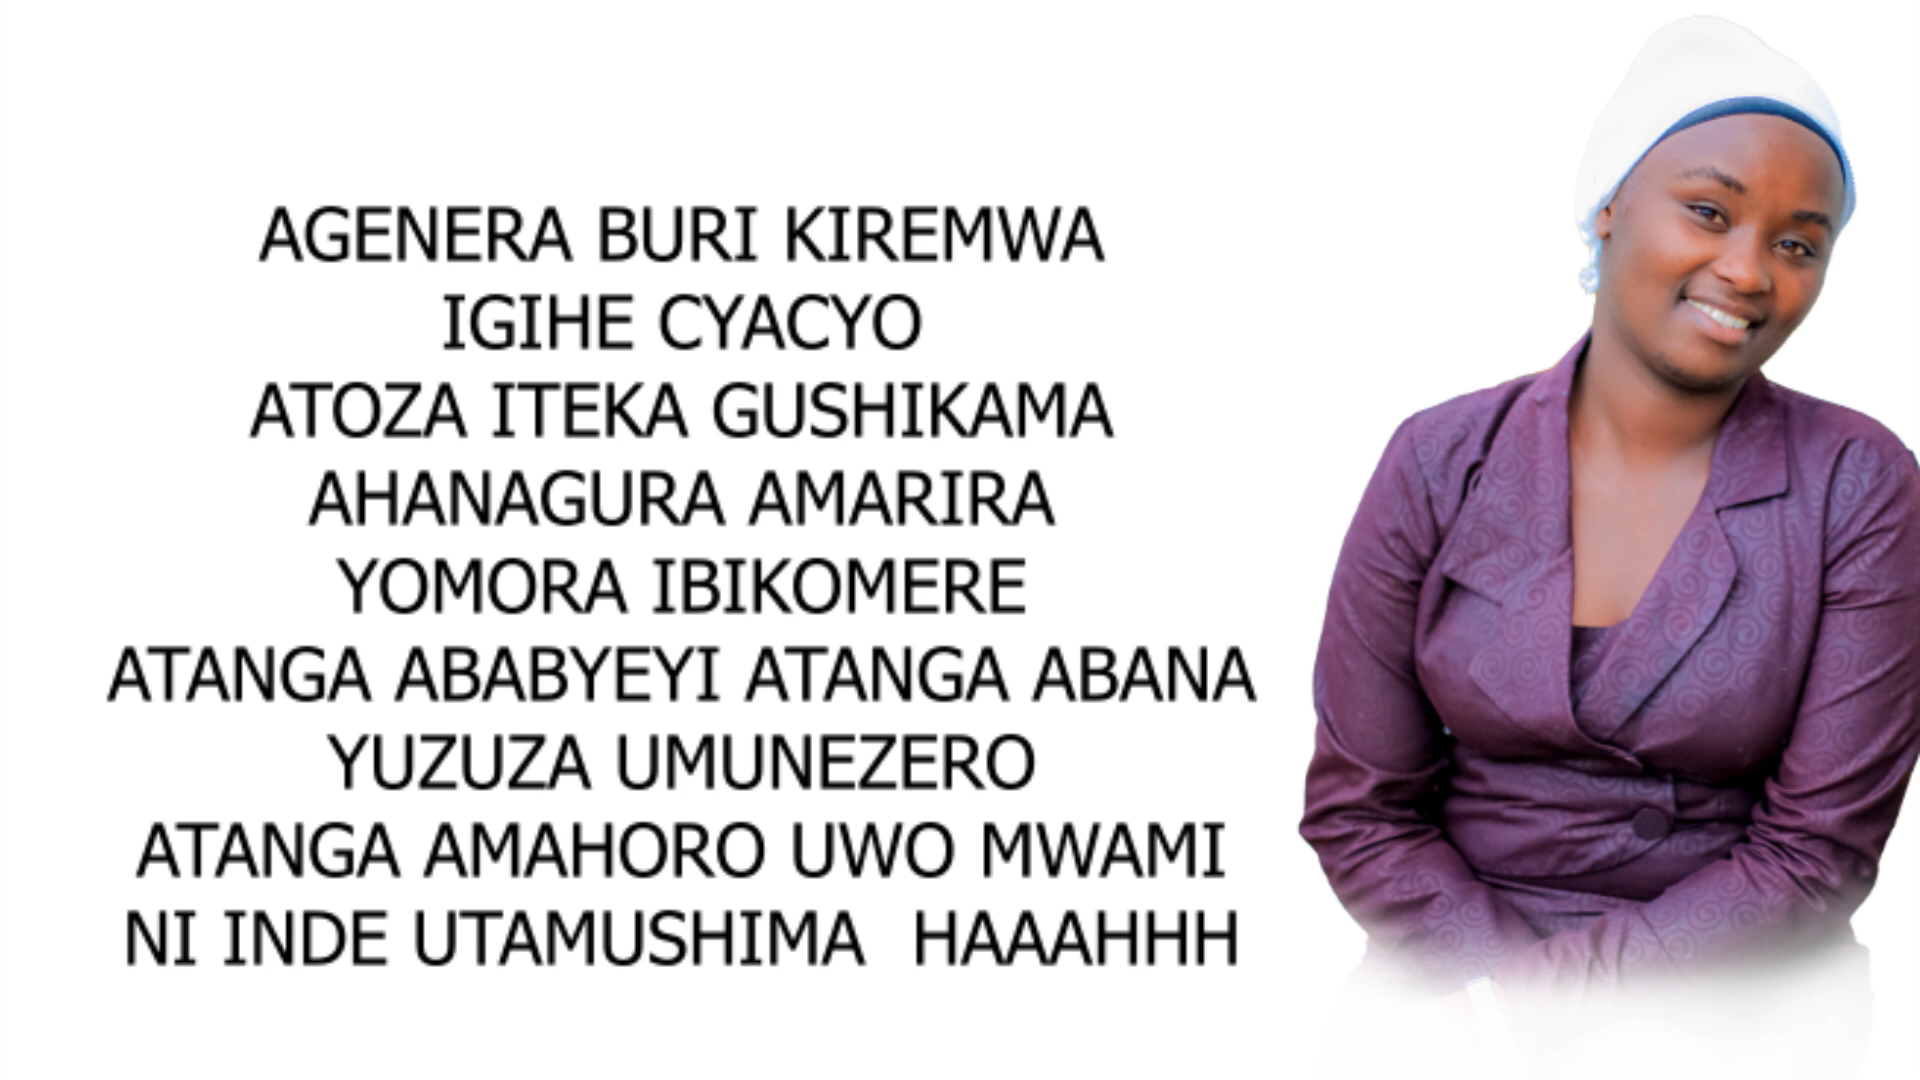 AGENERA BURI KIREMWA
IGIHE CYACYO
ATOZA ITEKA GUSHIKAMA
AHANAGURA AMARIRA
YOMORA IBIKOMERE
ATANGA ABABYEYI ATANGA ABANA
YUZUZA UMUNEZERO
ATANGA AMAHORO UWO MWAMI
NI INDE UTAMUSHIMA  HAAAHHH